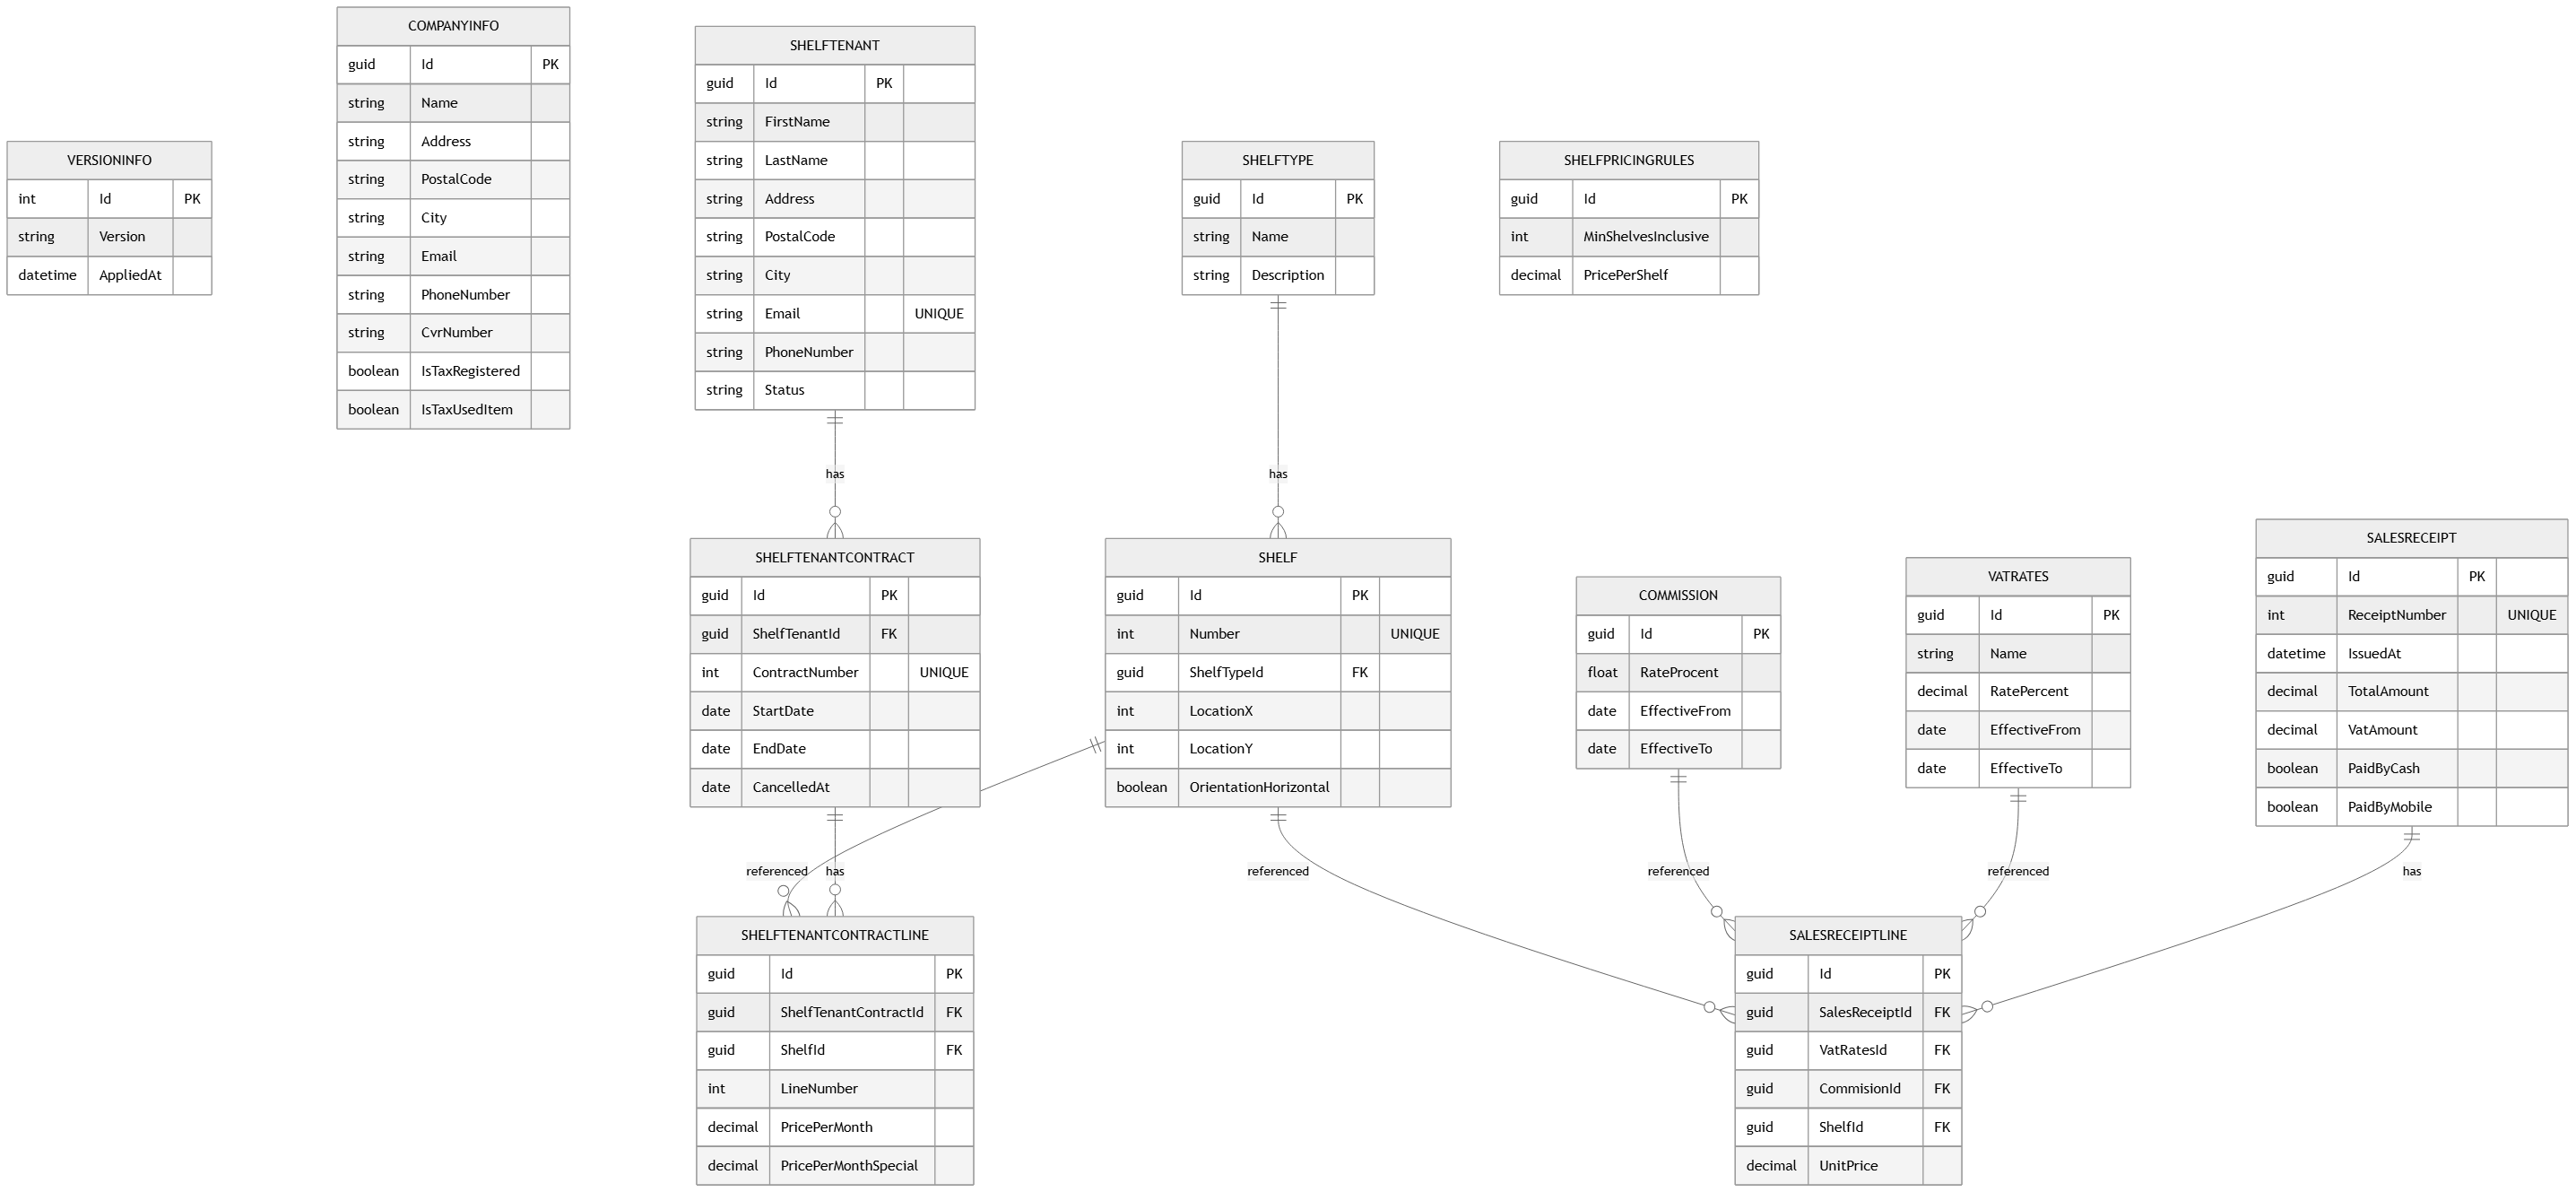 VERSIONINFO
int Id PK
string Version
datetime AppliedAt
COMPANYINFO
guid Id PK
string Name
string Address
string PostalCode
string City
string Email
string PhoneNumber
string CvrNumber
boolean IsTaxRegistered
boolean IsTaxUsedItem
SHELFTENANT
guid Id PK
string FirstName
string LastName
string Address
string PostalCode
string City
string Email UNIQUE
string PhoneNumber
string Status
SHELFTYPE
guid Id PK
string Name
string Description
SHELFPRICINGRULES
guid Id PK
int MinShelvesInclusive
decimal PricePerShelf
has
has
SHELFTENANTCONTRACT
guid Id PK
guid ShelfTenantId FK
int ContractNumber UNIQUE
date StartDate
date EndDate
date CancelledAt
SHELF
guid Id PK
int Number UNIQUE
guid ShelfTypeId FK
int LocationX
int LocationY
boolean OrientationHorizontal
COMMISSION
guid Id PK
float RateProcent
date EffectiveFrom
date EffectiveTo
VATRATES
guid Id PK
string Name
decimal RatePercent
date EffectiveFrom
date EffectiveTo
SALESRECEIPT
guid Id PK
int ReceiptNumber UNIQUE
datetime IssuedAt
decimal TotalAmount
decimal VatAmount
boolean PaidByCash
boolean PaidByMobile
referenced
has
referenced
referenced
referenced
has
SHELFTENANTCONTRACTLINE
guid Id PK
guid ShelfTenantContractId FK
guid ShelfId FK
int LineNumber
decimal PricePerMonth
decimal PricePerMonthSpecial
SALESRECEIPTLINE
guid Id PK
guid SalesReceiptId FK
guid VatRatesId FK
guid CommisionId FK
guid ShelfId FK
decimal UnitPrice